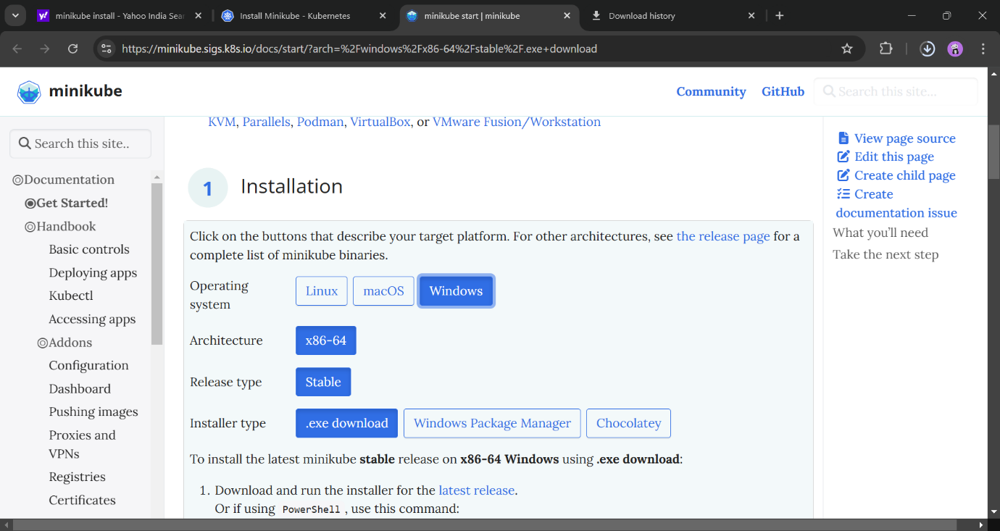 minikube install - Yahoo India Sear
Install Minikube - Kubernetes
minikube start | minikube
Download history
https://minikube.sigs.k8s.io/docs/start/?arch=%2Fwindows%2Fx86-64%2Fstable%2F.exe+download
minikube
Community
GitHub
Search this site...
Search this site..
Documentation
Get Started!
Handbook
Basic controls
Deploying apps
Kubectl
Accessing apps
Addons
Configuration
Dashboard
Pushing images
Proxies and
VPNs
Registries
Certificates
KVM, Parallels, Podman, VirtualBox, or VMware Fusion/Workstation
1 Installation
Click on the buttons that describe your target platform. For other architectures, see the release page for a
complete list of minikube binaries.
Operating
system
Linux macOS Windows
Architecture x86-64
Release type Stable
Installer type .exe download Windows Package Manager Chocolatey
To install the latest minikube stable release on x86-64 Windows using .exe download:
1. Download and run the installer for the latest release.
Or if using PowerShell , use this command:
View page source
Edit this page
Create child page
Create
documentation issue
What you’ll need
Take the next step